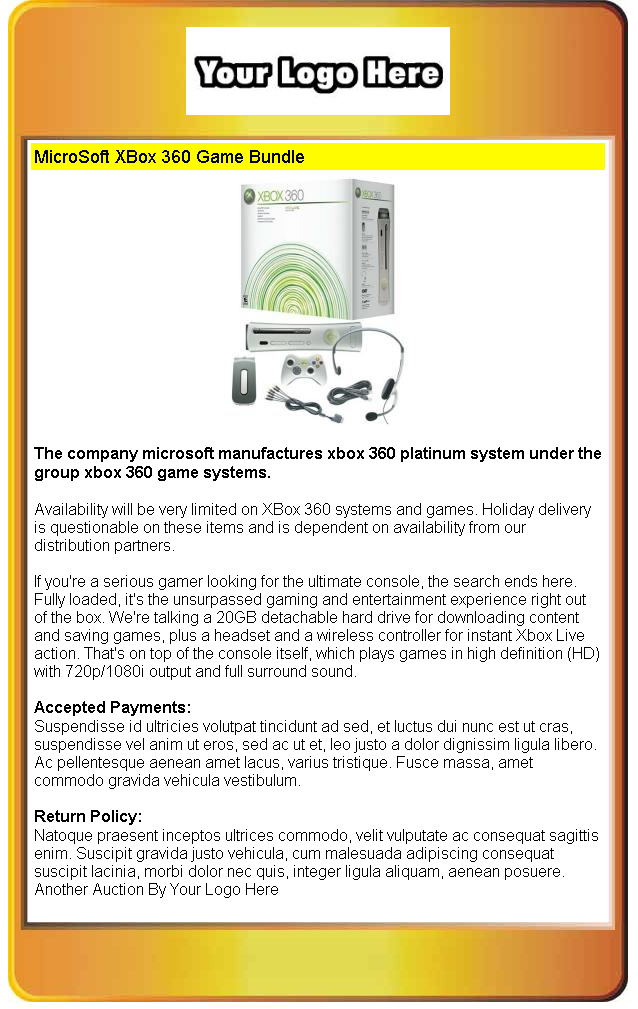 Your Logo Here
MicroSoft XBox 360 Game Bundle
XBOX 360
XBOX 360
The company microsoft manufactures xbox 360 platinum system under the
group xbox 360 game systems.
Availability will be very limited on XBox 360 systems and games. Holiday delivery
is questionable on these items and is dependent on availability from our
distribution partners.
If you're a serious gamer looking for the ultimate console, the search ends here.
Fully loaded, it's the unsurpassed gaming and entertainment experience right out
of the box. We're talking a 20GB detachable hard drive for downloading content
and saving games, plus a headset and a wireless controller for instant Xbox Live
action. That's on top of the console itself, which plays games in high definition (HD)
with 720p/1080i output and full surround sound.
Accepted Payments:
Suspendisse id ultricies volutpat tincidunt ad sed, et luctus dui nunc est ut cras,
suspendisse vel anim ut eros, sed ac ut et, leo justo a dolor dignissim ligula libero.
Ac pellentesque aenean amet lacus, varius tristique. Fusce massa, amet
commodo gravida vehicula vestibulum.
Return Policy:
Natoque praesent inceptos ultrices commodo, velit vulputate ac consequat sagittis
enim. Suscipit gravida justo vehicula, cum malesuada adipiscing consequat
suscipit lacinia, morbi dolor nec quis, integer ligula aliquam, aenean posuere.
Another Auction By Your Logo Here